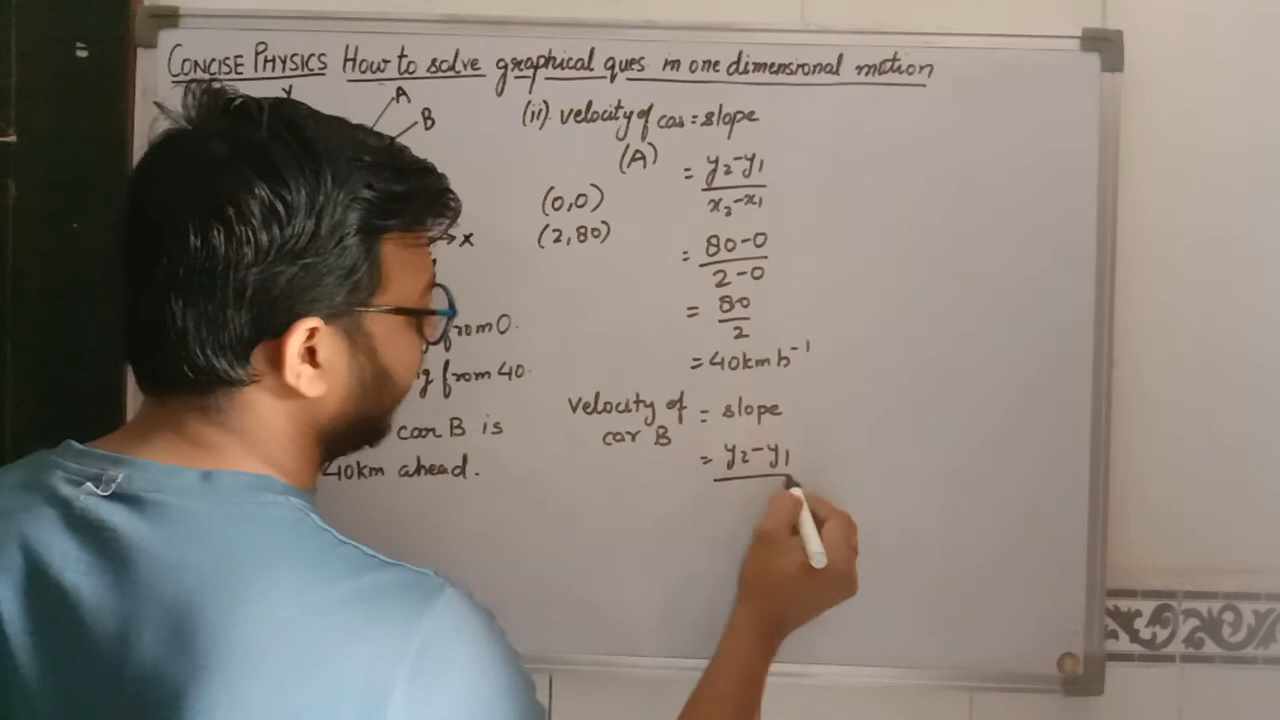 CONCISE PHYSICS How to solve graphical ques. in one dimensional motion
Y
A
B
X
from 0.
from 40.
car B is
40km ahead.
(ii). velocity of car = slope
(A)
= y2-y1
x2-x1
(0,0)
(2,80)
= 80-0
2-0
= 80
2
= 40kmh-1
Velocity of = slope
car B
= y2-y1